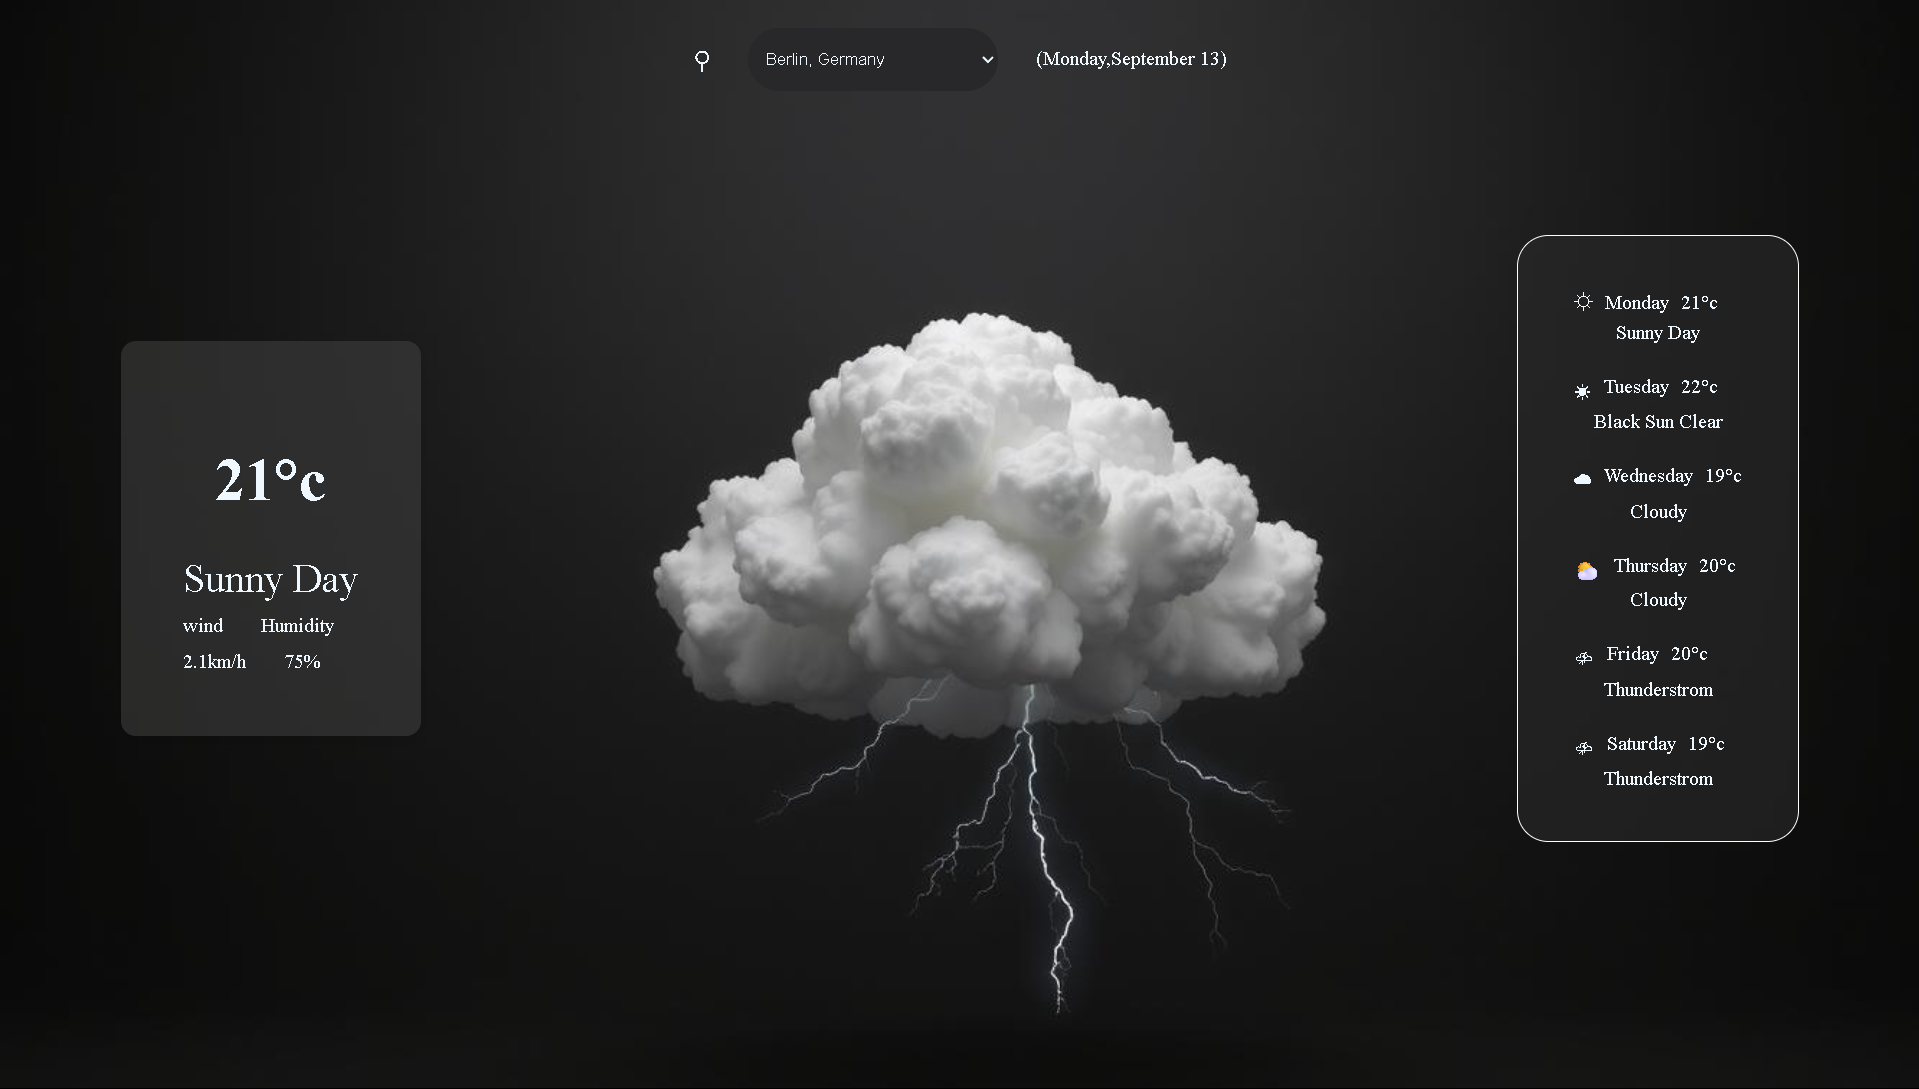 Berlin, Germany (Monday,September 13)
21°c
Sunny Day
wind Humidity
2.1km/h 75%
Monday 21°c
Sunny Day
Tuesday 22°c
Black Sun Clear
Wednesday 19°c
Cloudy
Thursday 20°c
Cloudy
Friday 20°c
Thunderstrom
Saturday 19°c
Thunderstrom